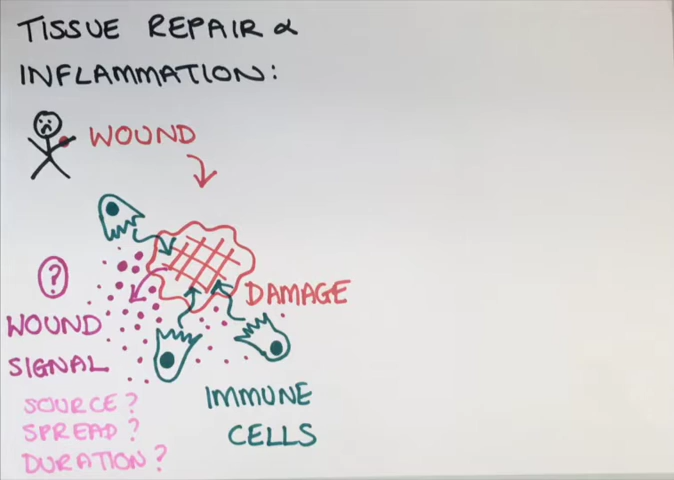 TISSUE REPAIR &
INFLAMMATION:
WOUND
DAMAGE
?
WOUND
SIGNAL
IMMUNE
CELLS
SOURCE?
SPREAD?
DURATION?